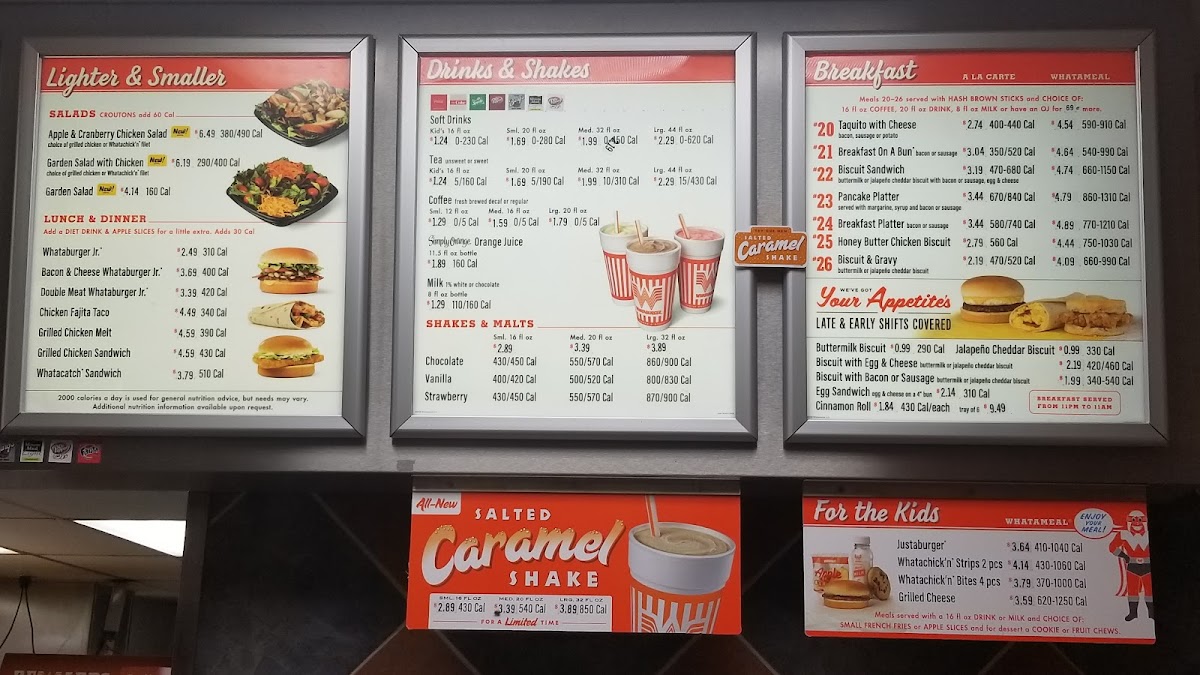 Lighter & Smaller
SALADS CROUTONS add 60 Cal
Apple & Cranberry Chicken Salad New! $6.49 380/490 Cal
choice of grilled chicken or Whatachick'n® filet
Garden Salad with Chicken New! $6.19 290/400 Cal
choice of grilled chicken or Whatachick'n® filet
Garden Salad New! $4.14 160 Cal
LUNCH & DINNER
Add a DIET DRINK & APPLE SLICES for a little extra. Adds 30 Cal
Whataburger Jr.® $2.49 310 Cal
Bacon & Cheese Whataburger Jr.® $3.69 400 Cal
Double Meat Whataburger Jr.® $3.39 420 Cal
Chicken Fajita Taco $4.49 340 Cal
Grilled Chicken Melt $4.59 390 Cal
Grilled Chicken Sandwich $4.59 430 Cal
Whatacatch® Sandwich $3.79 510 Cal
2000 calories a day is used for general nutrition advice, but needs may vary.
Additional nutrition information available upon request.
Drinks & Shakes
Soft Drinks
Kid's 16 fl oz Sml. 20 fl oz Med. 32 fl oz Lrg. 44 fl oz
$1.24 0-230 Cal $1.69 0-280 Cal $1.99 0-450 Cal $2.29 0-620 Cal
Tea unsweet or sweet
Kid's 16 fl oz Sml. 20 fl oz Med. 32 fl oz Lrg. 44 fl oz
$1.24 5/160 Cal $1.69 5/190 Cal $1.99 10/310 Cal $2.29 15/430 Cal
Coffee fresh brewed decaf or regular
Sml. 12 fl oz Med. 16 fl oz Lrg. 20 fl oz
$1.29 0/5 Cal $1.59 0/5 Cal $1.79 0/5 Cal
Simply Orange Orange Juice
11.5 fl oz bottle
$1.89 160 Cal
Milk 1% white or chocolate
8 fl oz bottle
$1.29 110/160 Cal
SHAKES & MALTS
Sml. 16 fl oz Med. 20 fl oz Lrg. 32 fl oz
$2.89 $3.39 $3.89
Chocolate 430/450 Cal 550/570 Cal 860/900 Cal
Vanilla 400/420 Cal 500/520 Cal 800/830 Cal
Strawberry 430/450 Cal 550/570 Cal 870/900 Cal
SALTED
Caramel
SHAKE
Breakfast A LA CARTE WHATAMEAL
Meals 20-26 served with HASH BROWN STICKS and CHOICE OF:
16 fl oz COFFEE, 20 fl oz DRINK, 8 fl oz MILK or have an OJ for 69¢ more.
#20 Taquito with Cheese $2.74 400-440 Cal $4.54 590-910 Cal
bacon, sausage or potato
#21 Breakfast On A Bun® bacon or sausage $3.04 350/520 Cal $4.64 540-990 Cal
#22 Biscuit Sandwich $3.19 470-680 Cal $4.74 660-1150 Cal
buttermilk or jalapeño cheddar biscuit with bacon or sausage, egg & cheese
#23 Pancake Platter $3.44 670/840 Cal $4.79 860-1310 Cal
served with margarine, syrup and bacon or sausage
#24 Breakfast Platter bacon or sausage $3.44 580/740 Cal $4.89 770-1210 Cal
#25 Honey Butter Chicken Biscuit $2.79 560 Cal $4.44 750-1030 Cal
#26 Biscuit & Gravy $2.19 470/520 Cal $4.09 660-990 Cal
buttermilk or jalapeño cheddar biscuit
WE'VE GOT
Your Appetite's
LATE & EARLY SHIFTS COVERED
Buttermilk Biscuit $0.99 290 Cal Jalapeño Cheddar Biscuit $0.99 330 Cal
Biscuit with Egg & Cheese buttermilk or jalapeño cheddar biscuit $2.19 420/460 Cal
Biscuit with Bacon or Sausage buttermilk or jalapeño cheddar biscuit $1.99 340-540 Cal
Egg Sandwich egg & cheese on a 4" bun $2.14 310 Cal
Cinnamon Roll $1.84 430 Cal/each tray of 6 $9.49
BREAKFAST SERVED
FROM 11PM TO 11AM
All-New
SALTED
Caramel
SHAKE
SML. 16 FL OZ MED. 20 FL OZ LRG. 32 FL OZ
$2.89 430 Cal $3.39 540 Cal $3.89 850 Cal
FOR A Limited TIME
For the Kids WHATAMEAL®
ENJOY
YOUR
MEAL!
Justaburger® $3.64 410-1040 Cal
Whatachick'n® Strips 2 pcs $4.14 430-1060 Cal
Whatachick'n® Bites 4 pcs $3.79 370-1000 Cal
Grilled Cheese $3.59 620-1250 Cal
Meals served with a 16 fl oz DRINK or MILK and CHOICE OF:
SMALL FRENCH FRIES or APPLE SLICES and for dessert a COOKIE or FRUIT CHEWS.